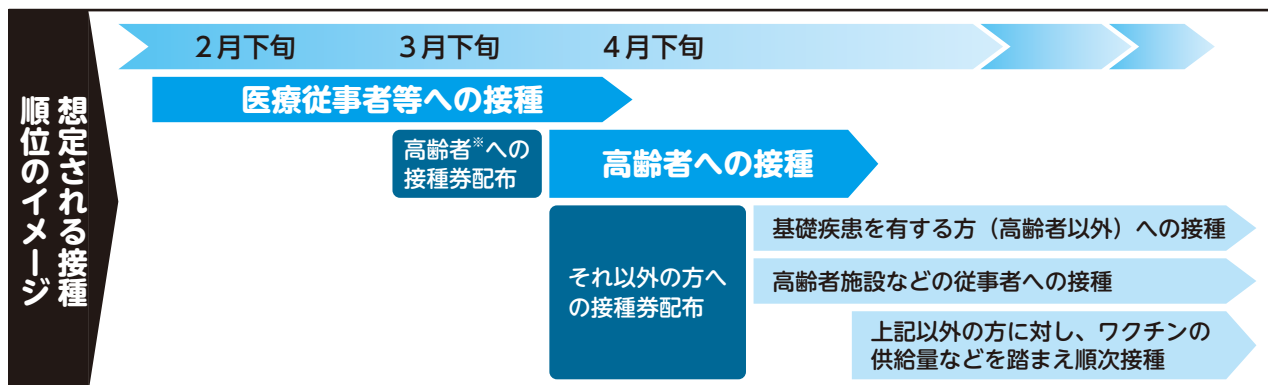 想定される接種
順位のイメージ
2月下旬
3月下旬
4月下旬
医療従事者等への接種
高齢者※への
接種券配布
高齢者への接種
それ以外の方へ
の接種券配布
基礎疾患を有する方（高齢者以外）への接種
高齢者施設などの従事者への接種
上記以外の方に対し、ワクチンの
供給量などを踏まえ順次接種